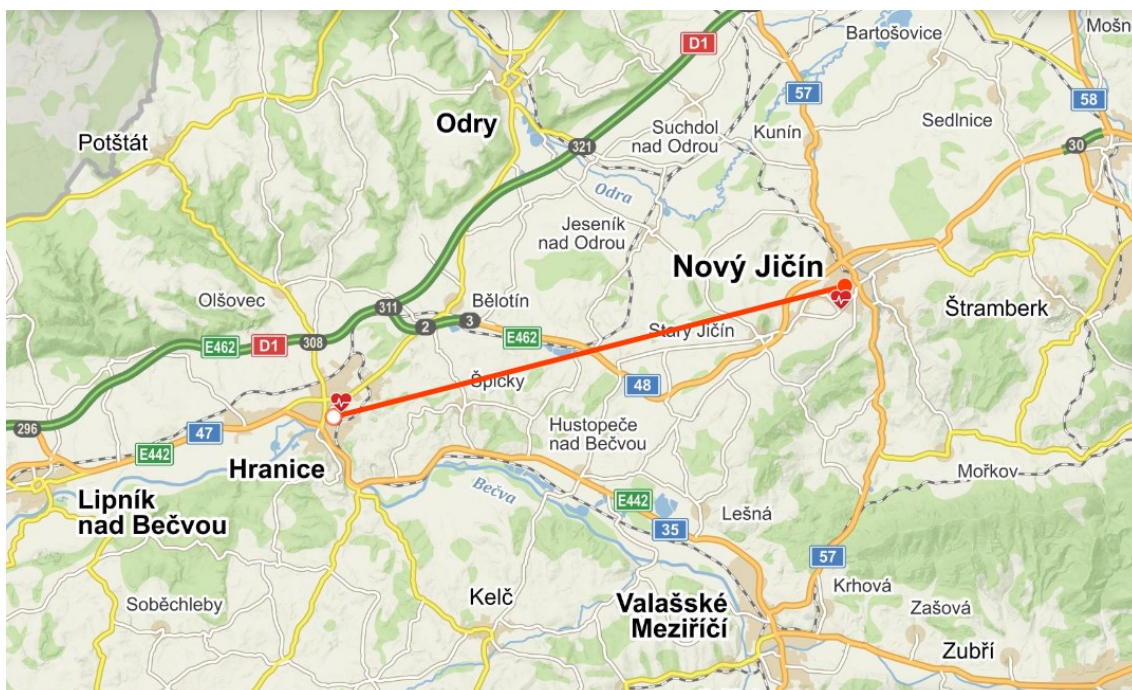 Bartošovice
Mošn
D1
57
58
Odry
Suchdol
nad Odrou
Kunín
Sedlnice
Potštát
321
30
Odra
Jeseník
nad Odrou
Nový Jičín
Olšovec
311
Bělotín
Štramberk
2
3
E462
D1
308
E462
Starý Jičín
Špičky
48
296
47
E442
Hranice
Hustopeče
nad Bečvou
Mořkov
Lipník
nad Bečvou
Bečva
E442
Lešná
35
57
Kelč
Krhová
Soběchleby
Valašské
Meziříčí
Zašová
Zubří